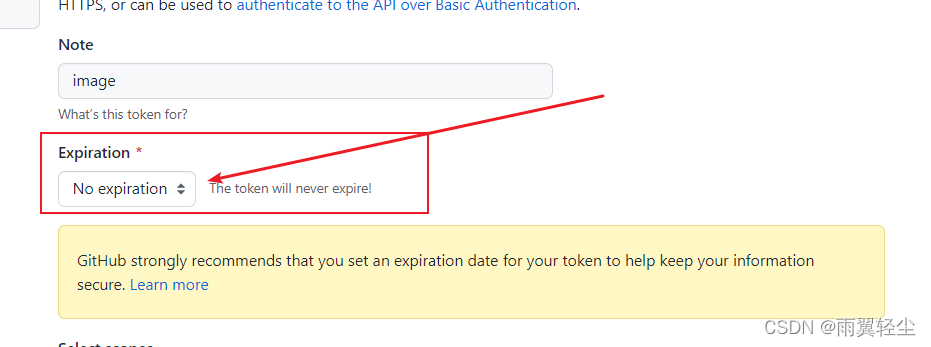 HTTPS, or can be used to authenticate to the API over Basic Authentication.
Note
image
What's this token for?
Expiration *
No expiration The token will never expire!
GitHub strongly recommends that you set an expiration date for your token to help keep your information
secure. Learn more
Select scopes
CSDN @雨翼轻尘